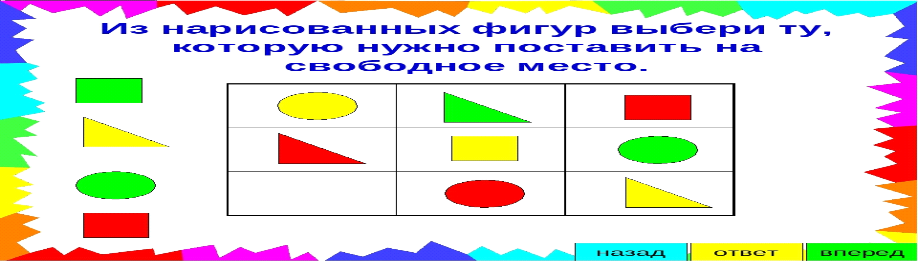 Из нарисованных фигур выбери ту,
которую нужно поставить на
свободное место.
назад
ответ
вперед